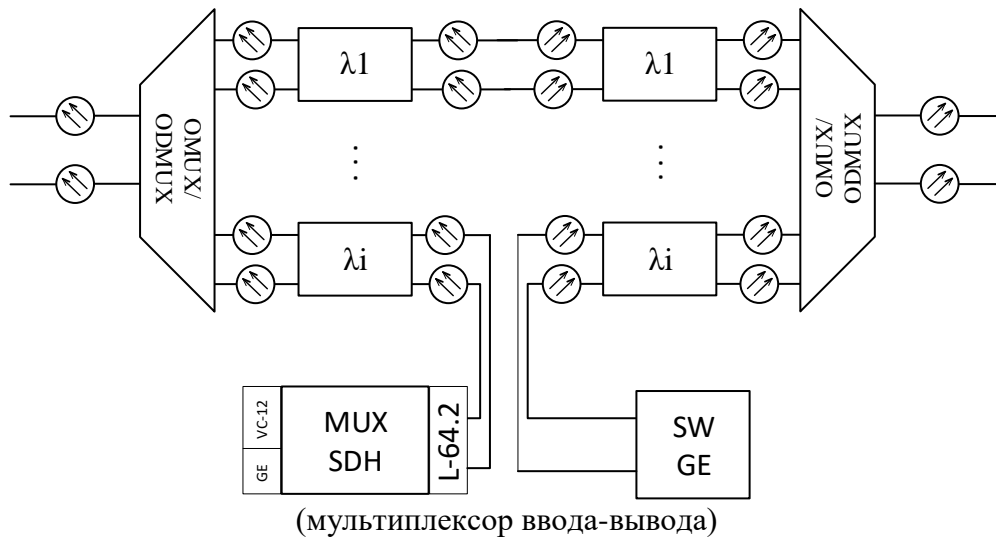 λ1
λ1
OMUX/
ODMUX
OMUX/
ODMUX
...
...
λi
λi
VC-12
GE
MUX
SDH
L-64.2
SW
GE
(мультиплексор ввода-вывода)